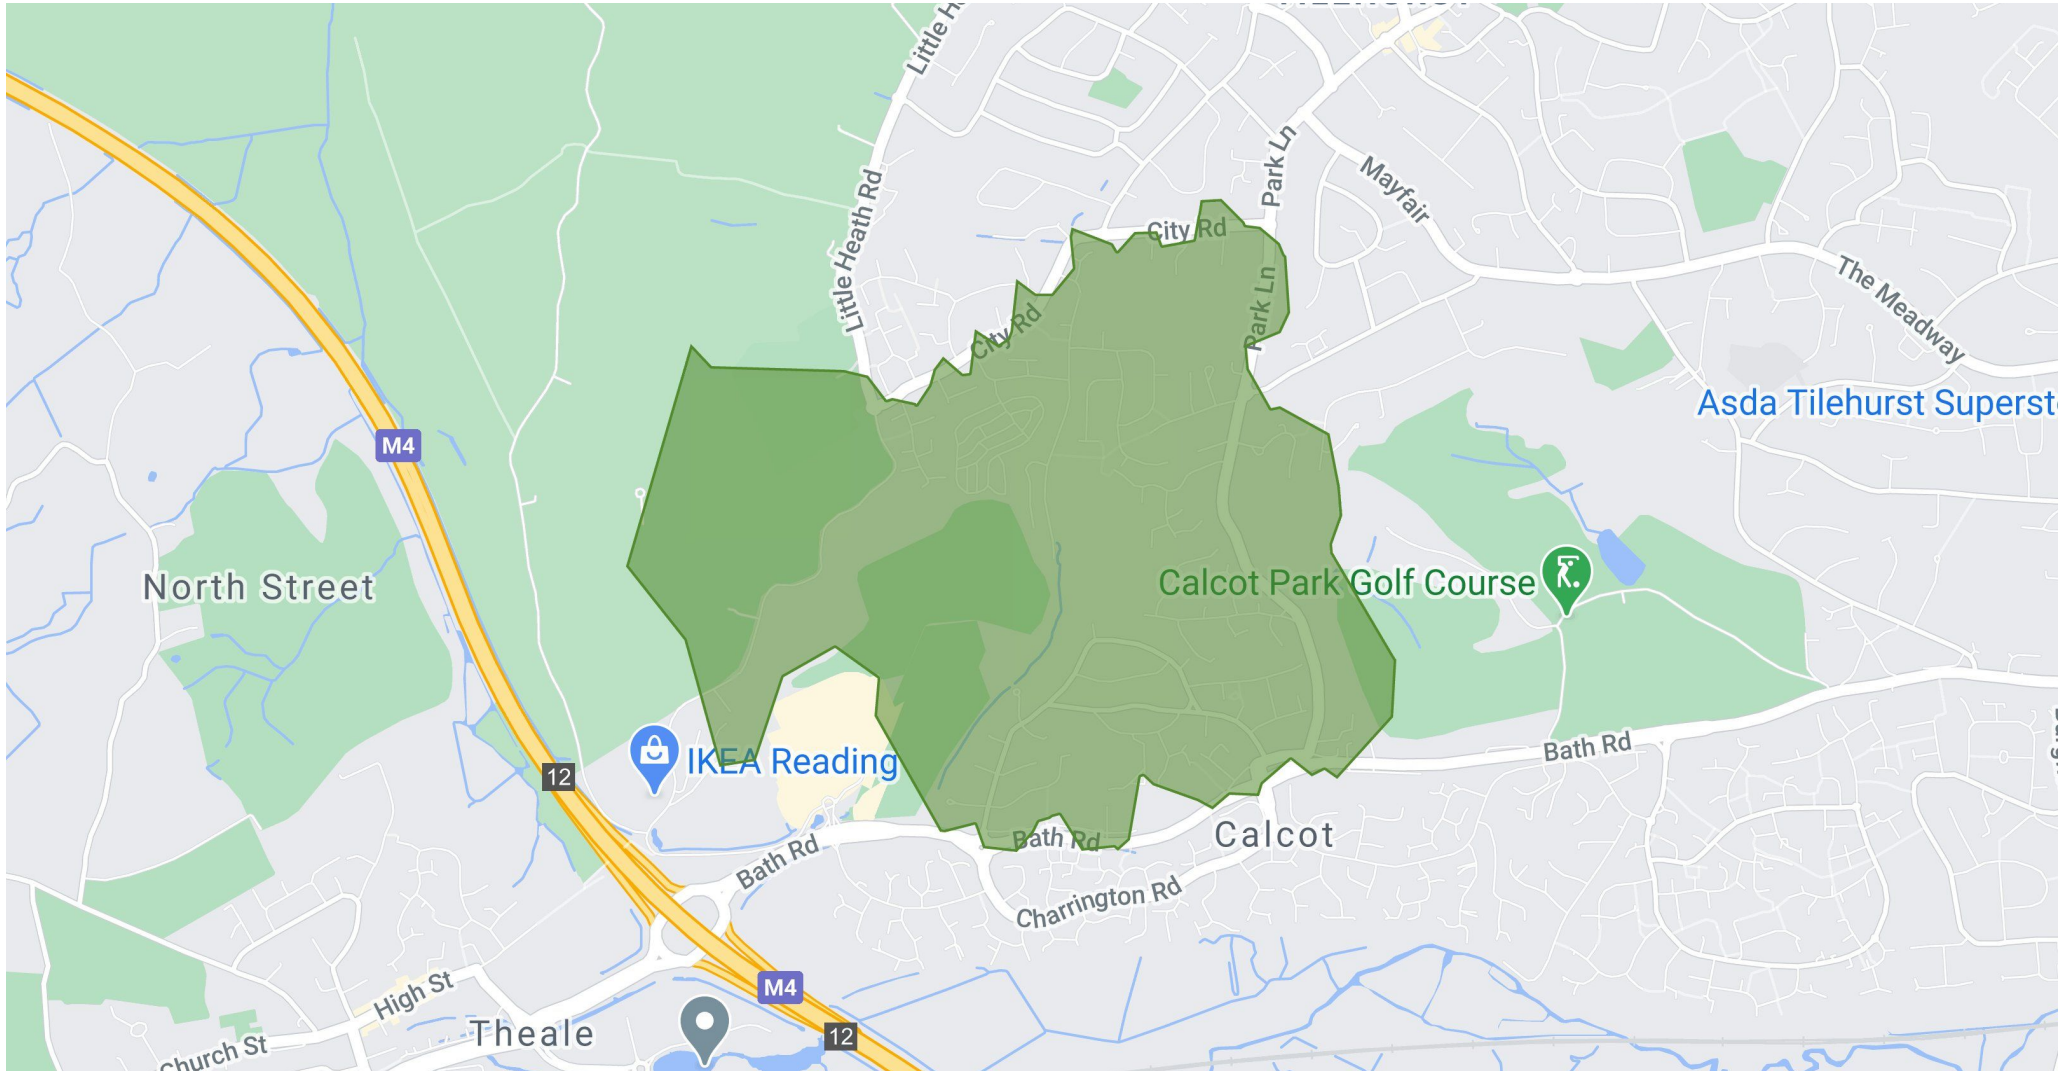 Little H
Park Ln
Mayfair
Little Heath Rd
City Rd
The Meadway
Park Ln
City Rd
Asda Tilehurst Superst
M4
North Street
Calcot Park Golf Course
Bath Rd
IKEA Reading
12
Bath Rd
Calcot
Bath Rd
Charrington Rd
M4
High St
Theale
12
Church St